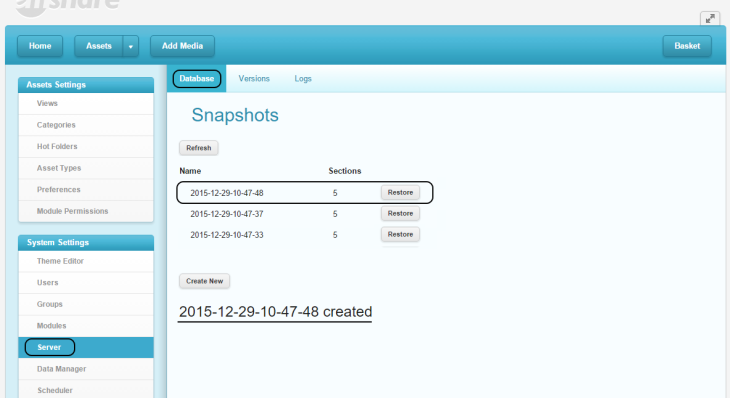 share
Home Assets Add Media Basket
Assets Settings
Views
Categories
Hot Folders
Asset Types
Preferences
Module Permissions
System Settings
Theme Editor
Users
Groups
Modules
Server
Data Manager
Scheduler
Database Versions Logs
Snapshots
Refresh
Name Sections
2015-12-29-10-47-48 5 Restore
2015-12-29-10-47-37 5 Restore
2015-12-29-10-47-33 5 Restore
Create New
2015-12-29-10-47-48 created